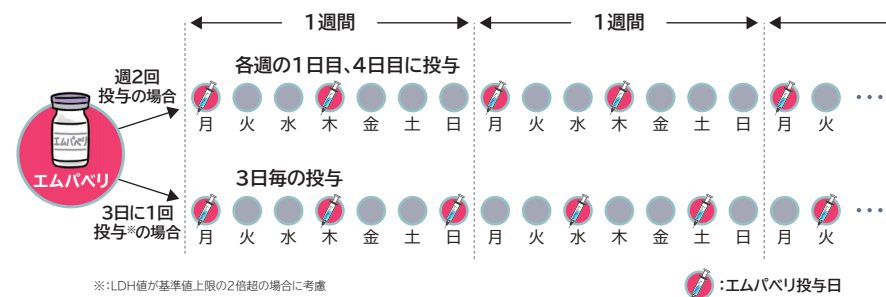 1週間
1週間
週2回
投与の場合
各週の1日目、4日目に投与
月 火 水 木 金 土 日 月 火 水 木 金 土 日 月 火 …
エムパベリ
エムパベリ
3日毎の投与
3日に1回
投与※の場合
月 火 水 木 金 土 日 月 火 水 木 金 土 日 月 火 …
※:LDH値が基準値上限の2倍超の場合に考慮
:エムパベリ投与日